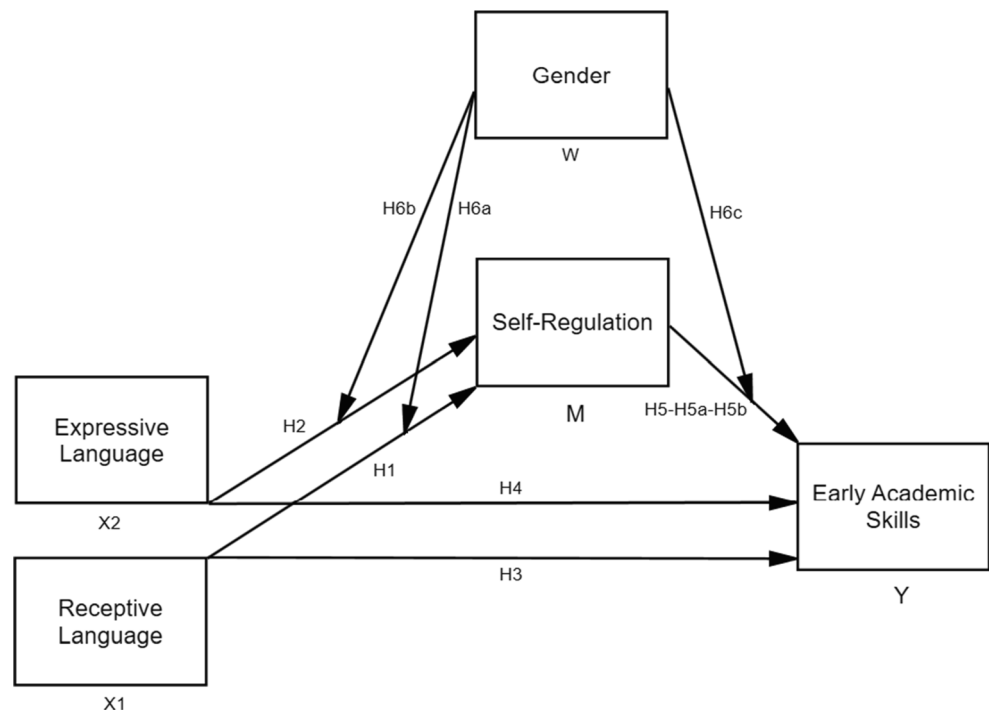 Gender
W
H6b
H6a
H6c
Self-Regulation
M
H5-H5a-H5b
Expressive
Language
X2
H2
H1
H4
Early Academic
Skills
Y
H3
Receptive
Language
X1